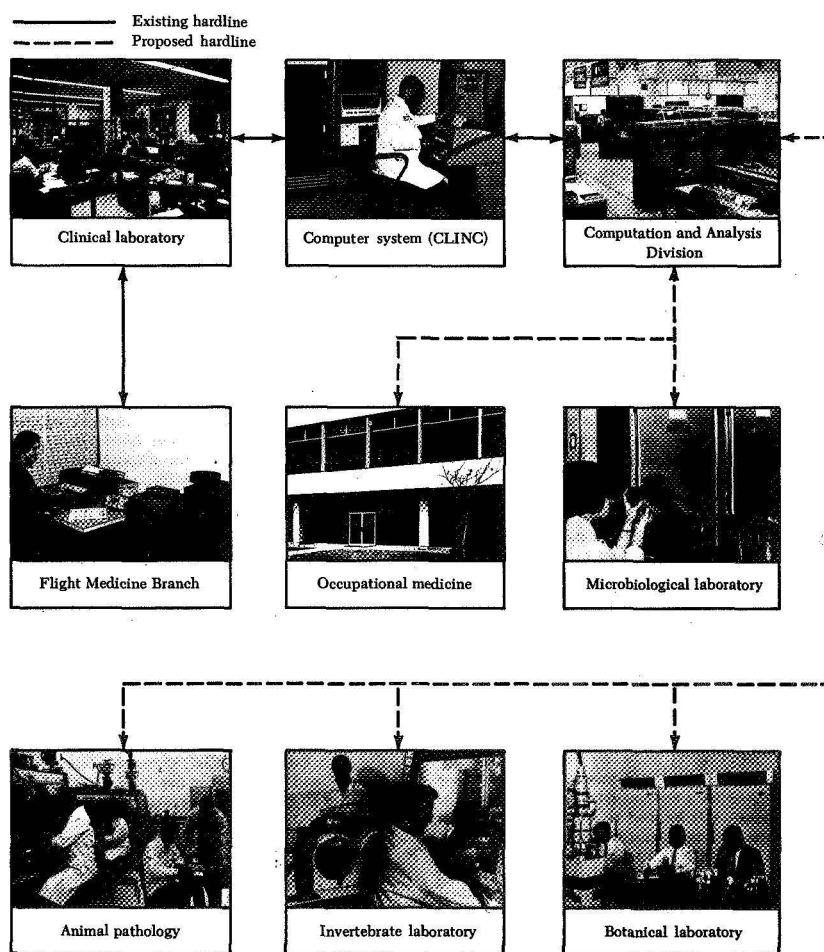 Existing hardline
Proposed hardline
Clinical laboratory
Computer system (CLINC)
Computation and Analysis
Division
Flight Medicine Branch
Occupational medicine
Microbiological laboratory
Animal pathology
Invertebrate laboratory
Botanical laboratory